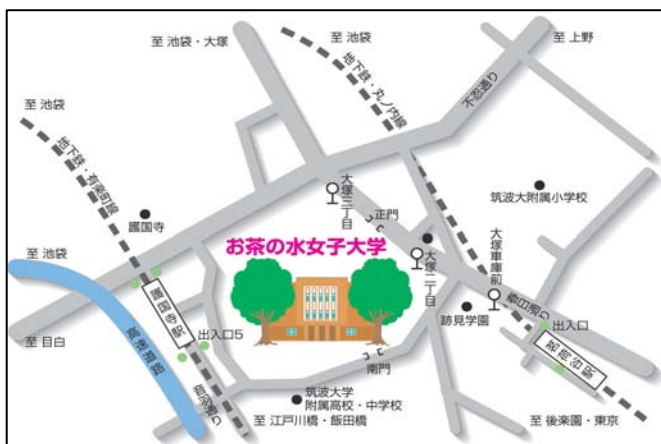 至 池袋・大塚
至 池袋
至 上野
至 池袋
地下鉄・丸ノ内線
不忍通り
地下鉄・有楽町線
大塚三丁目
正門
筑波大附属小学校
護国寺
お茶の水女子大学
大塚二丁目
大塚車庫前
至 池袋
春日通り
跡見学園
護国寺駅
出入口5
出入口
高速道路
至 目白
茗荷谷駅
南門
音羽通り
筑波大学
附属高校・中学校
至 江戸川橋・飯田橋
至 後楽園・東京